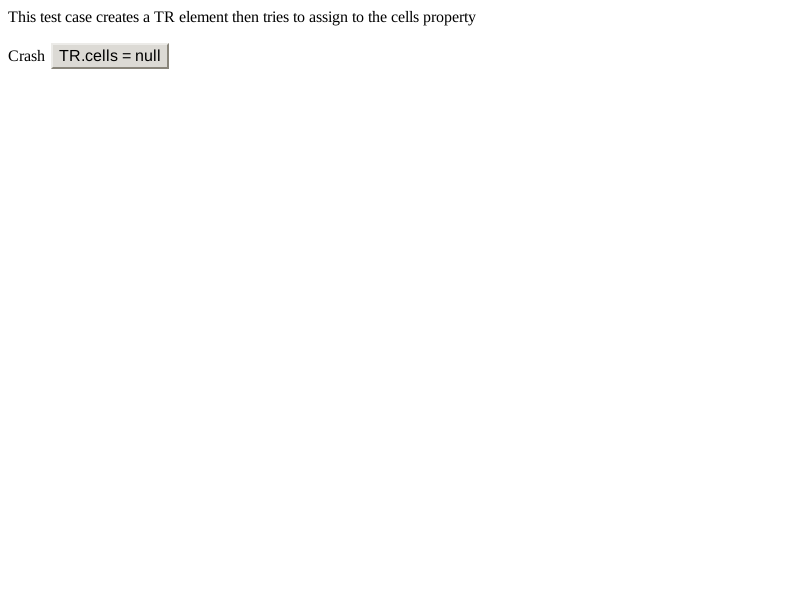 This test case creates a TR element then tries to assign to the cells property
Crash TR.cells = null